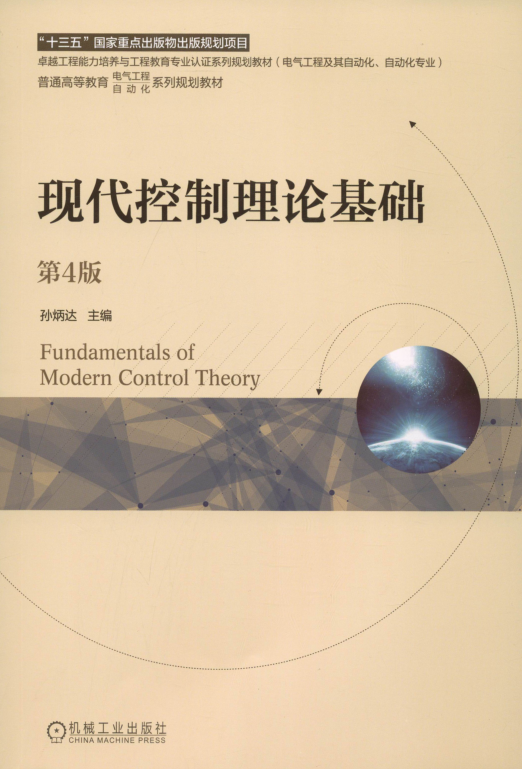 “十三五”国家重点出版物出版规划项目
卓越工程能力培养与工程教育专业认证系列规划教材（电气工程及其自动化、自动化专业）
普通高等教育电气工程自动化系列规划教材
现代控制理论基础
第4版
孙炳达 主编
Fundamentals of
Modern Control Theory
机械工业出版社
CHINA MACHINE PRESS